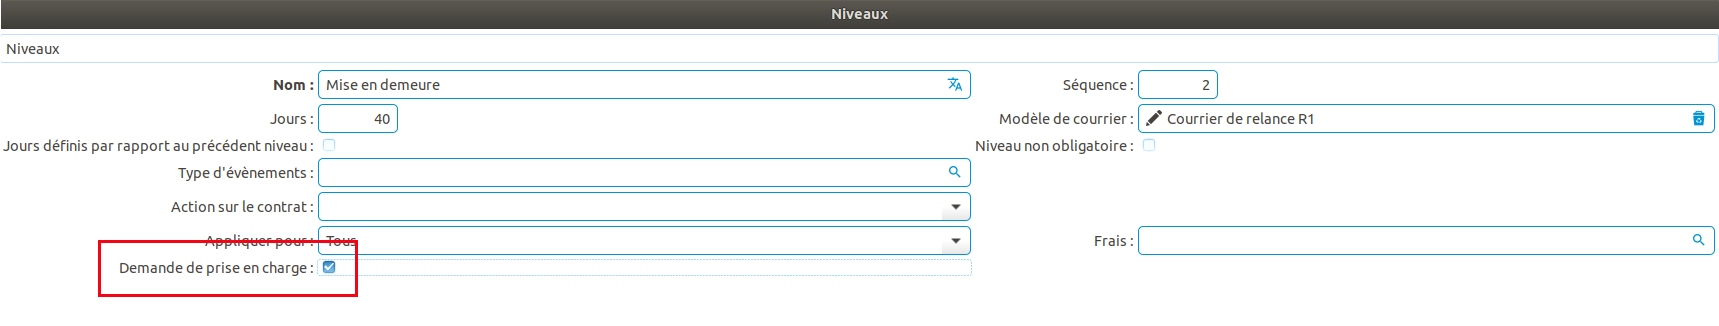 Niveaux
Niveaux
Nom : Mise en demeure Séquence : 2
Jours : 40 Modèle de courrier : Courrier de relance R1
Jours définis par rapport au précédent niveau : Niveau non obligatoire :
Type d'évènements :
Action sur le contrat :
Appliquer pour : Tous Frais :
Demande de prise en charge :